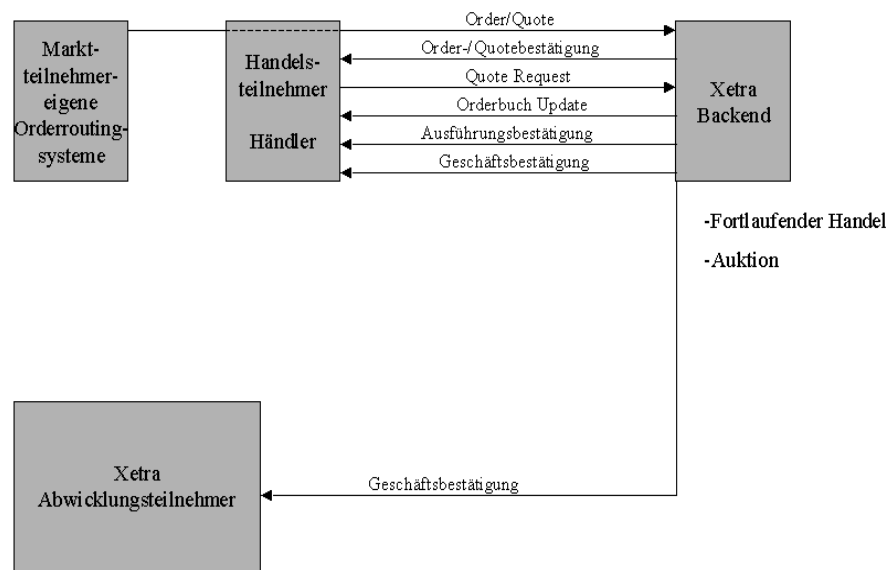 Markt-
teilnehmer-
eigene
Orderrouting-
systeme
Handels-
teilnehmer
Händler
Order/Quote
Order-/Quotebestätigung
Quote Request
Orderbuch Update
Ausführungsbestätigung
Geschäftsbestätigung
Xetra
Backend
-Fortlaufender Handel
-Auktion
Xetra
Abwicklungsteilnehmer
Geschäftsbestätigung